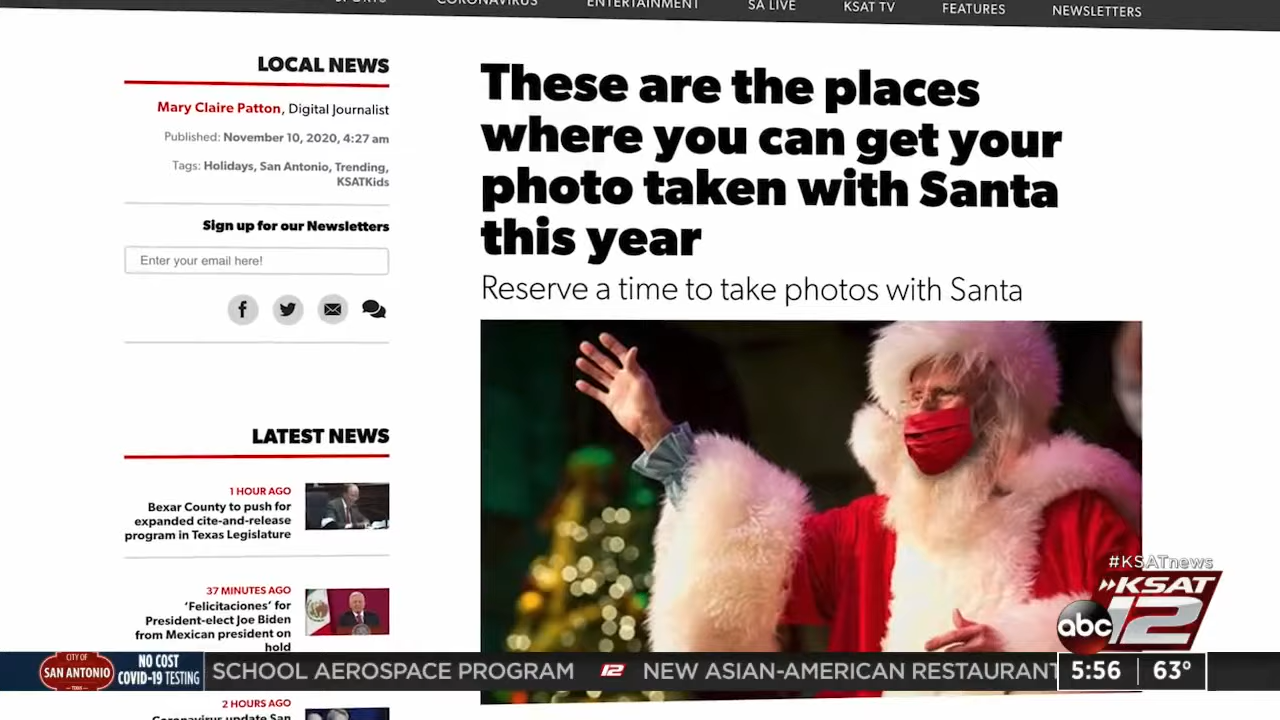 SPORTS
CORONAVIRUS
ENTERTAINMENT
SA LIVE
KSAT TV
FEATURES
NEWSLETTERS
LOCAL NEWS
Mary Claire Patton, Digital Journalist
Published: November 10, 2020, 4:27 am
Tags: Holidays, San Antonio, Trending,
KSATKids
Sign up for our Newsletters
Enter your email here!
These are the places
where you can get your
photo taken with Santa
this year
Reserve a time to take photos with Santa
LATEST NEWS
1 HOUR AGO
Bexar County to push for
expanded cite-and-release
program in Texas Legislature
37 MINUTES AGO
‘Felicitaciones’ for
President-elect Joe Biden
from Mexican president on
hold
2 HOURS AGO
Coronavirus update San
#KSATnews
KSAT
abc 12
CITY OF
SAN ANTONIO
TEXAS
NO COST
COVID-19 TESTING
SCHOOL AEROSPACE PROGRAM 12 NEW ASIAN-AMERICAN RESTAURANT
5:56 63°